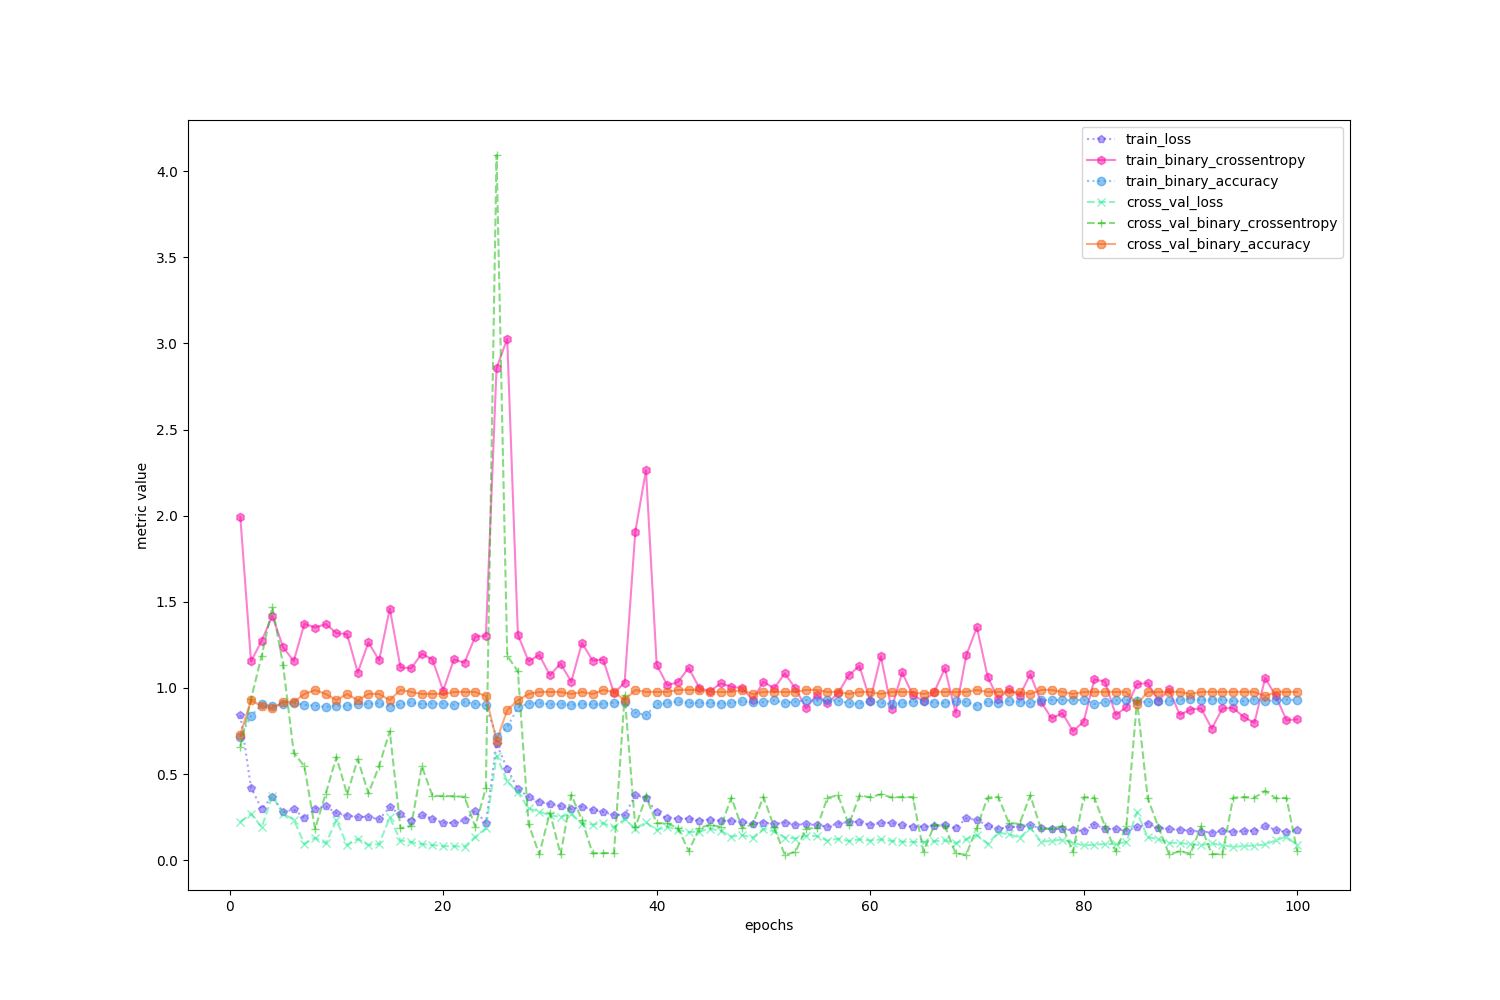 train_loss
train_binary_crossentropy
train_binary_accuracy
cross_val_loss
cross_val_binary_crossentropy
cross_val_binary_accuracy
4.0
3.5
3.0
2.5
2.0
1.5
1.0
0.5
0.0
metric value
0 20 40 60 80 100
epochs